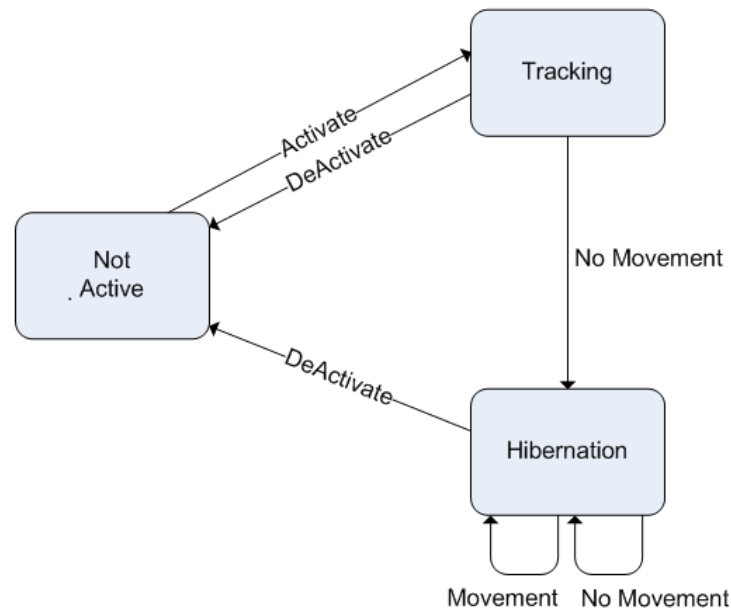 Tracking
Activate
DeActivate
Not
. Active
No Movement
DeActivate
Hibernation
Movement
No Movement